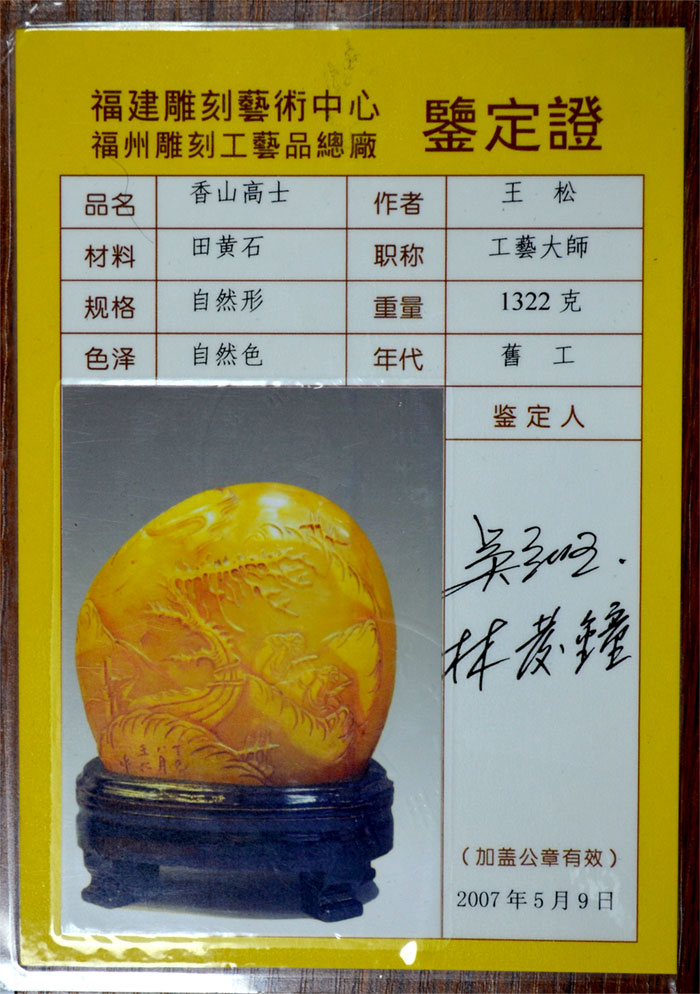 福建雕刻藝術中心
福州雕刻工藝品總廠
鑒定證
品名 香山高士 作者 王 松
材料 田黄石 职称 工藝大師
规格 自然形 重量 1322 克
色泽 自然色 年代 舊 工
鉴定人
林发鐘
(加盖公章有效)
2007 年 5 月 9 日